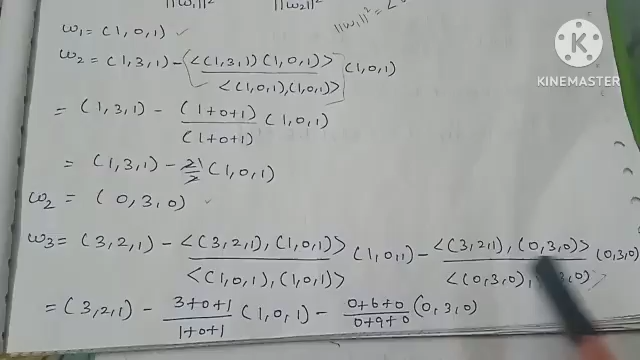 ||w₁||² ||w₂||² ||w₁||² = <
w₁ = (1,0,1)
w₂ = (1,3,1) - <(1,3,1)(1,0,1)> / <(1,0,1),(1,0,1)> (1,0,1)
= (1,3,1) - (1+0+1) / (1+0+1) (1,0,1)
= (1,3,1) - 2/2 (1,0,1)
w₂ = (0,3,0)
w₃ = (3,2,1) - <(3,2,1),(1,0,1)> / <(1,0,1),(1,0,1)> (1,0,1) - <(3,2,1),(0,3,0)> / <(0,3,0), 3,0)> (0,3,0)
= (3,2,1) - 3+0+1 / 1+0+1 (1,0,1) - 0+6+0 / 0+9+0 (0,3,0)
KINEMASTER